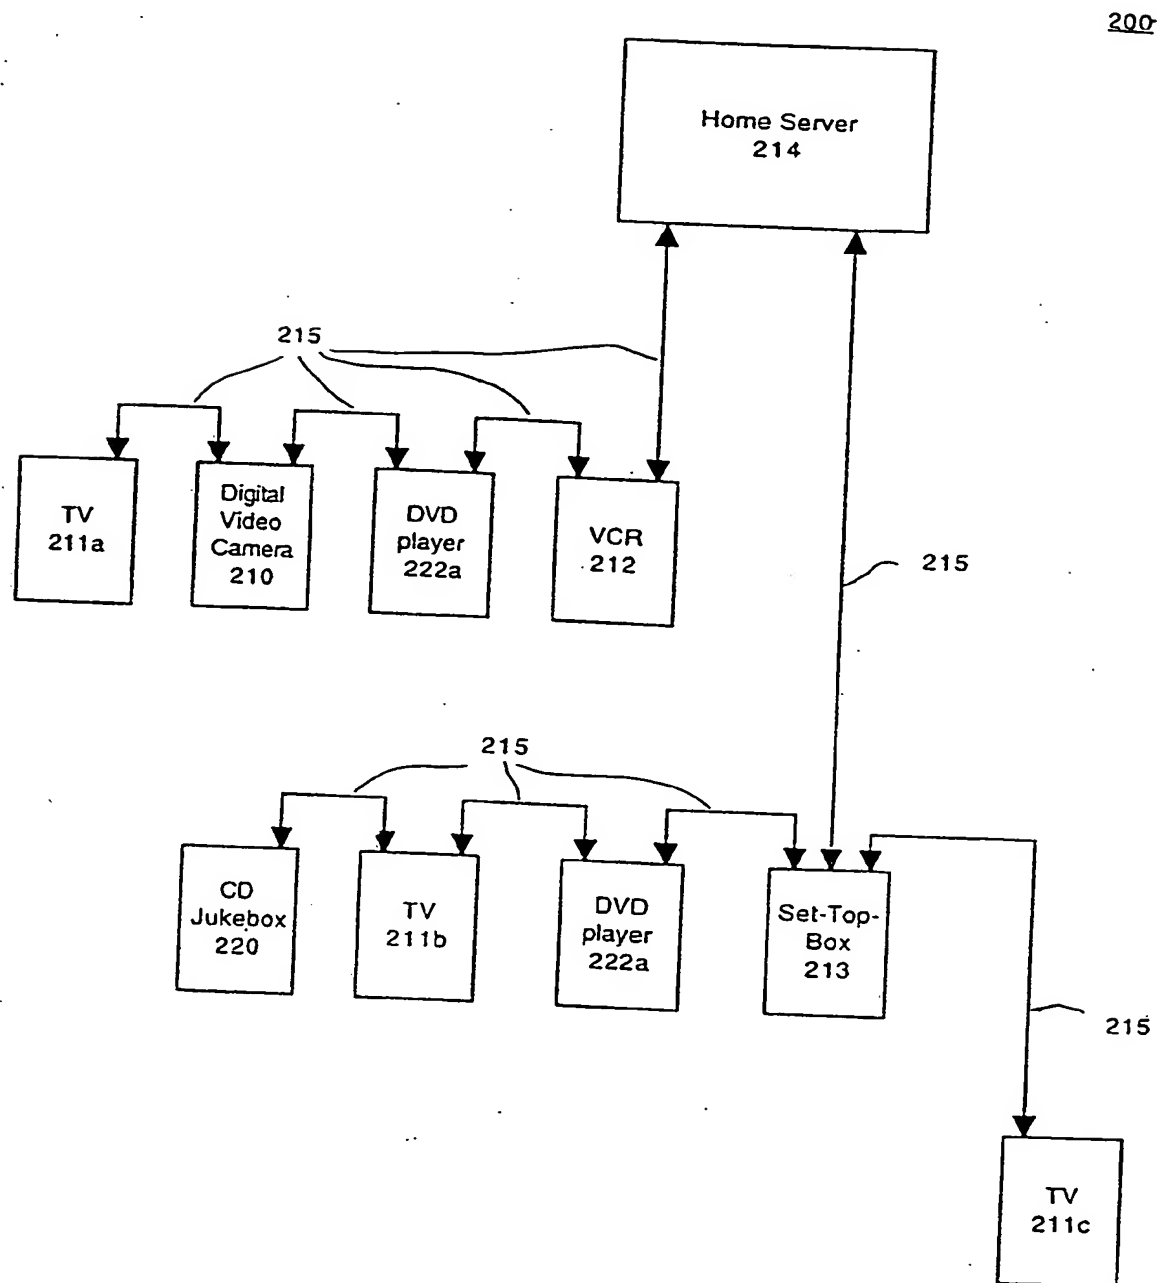 200
Home Server
214
215
TV
211a
Digital
Video
Camera
210
DVD
player
222a
VCR
212
215
215
CD
Jukebox
220
TV
211b
DVD
player
222a
Set-Top-
Box
213
215
TV
211c